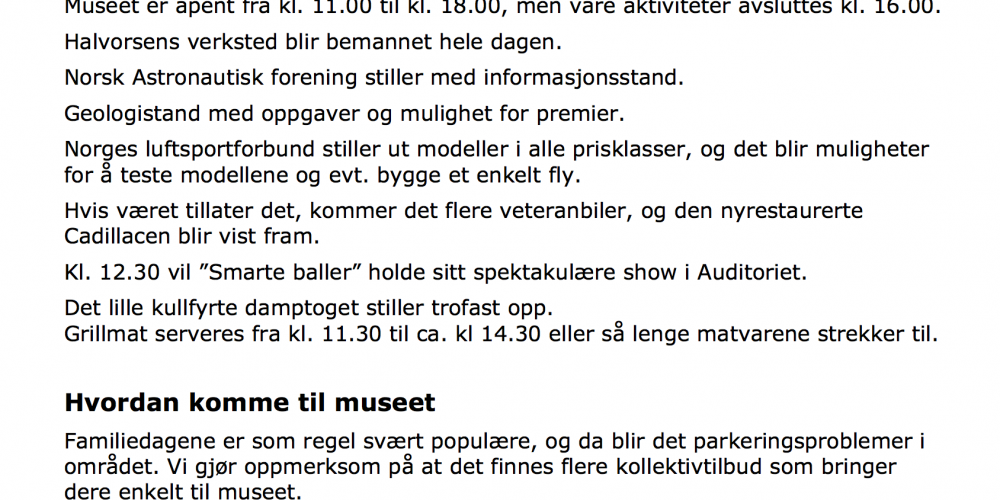 Museet er åpent fra kl. 11.00 til kl. 18.00, men våre aktiviteter avsluttes kl. 16.00.
Halvorsens verksted blir bemannet hele dagen.
Norsk Astronautisk forening stiller med informasjonsstand.
Geologistand med oppgaver og mulighet for premier.
Norges luftsportforbund stiller ut modeller i alle prisklasser, og det blir muligheter
for å teste modellene og evt. bygge et enkelt fly.
Hvis været tillater det, kommer det flere veteranbiler, og den nyrestaurerte
Cadillacen blir vist fram.
Kl. 12.30 vil ”Smarte baller” holde sitt spektakulære show i Auditoriet.
Det lille kullfyrte damptoget stiller trofast opp.
Grillmat serveres fra kl. 11.30 til ca. kl 14.30 eller så lenge matvarene strekker til.
Hvordan komme til museet
Familiedagene er som regel svært populære, og da blir det parkeringsproblemer i
området. Vi gjør oppmerksom på at det finnes flere kollektivtilbud som bringer
dere enkelt til museet.